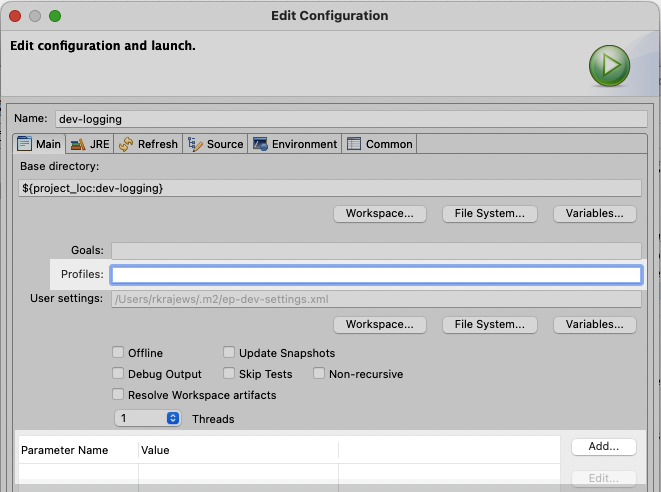 Edit Configuration
Edit configuration and launch.
Name: dev-logging
Main JRE Refresh Source Environment Common
Base directory:
${project_loc:dev-logging}
Workspace... File System... Variables...
Goals:
Profiles:
User settings: /Users/rkrajews/.m2/ep-dev-settings.xml
Workspace... File System... Variables...
Offline Update Snapshots
Debug Output Skip Tests Non-recursive
Resolve Workspace artifacts
1 Threads
Parameter Name Value Add...
Edit...